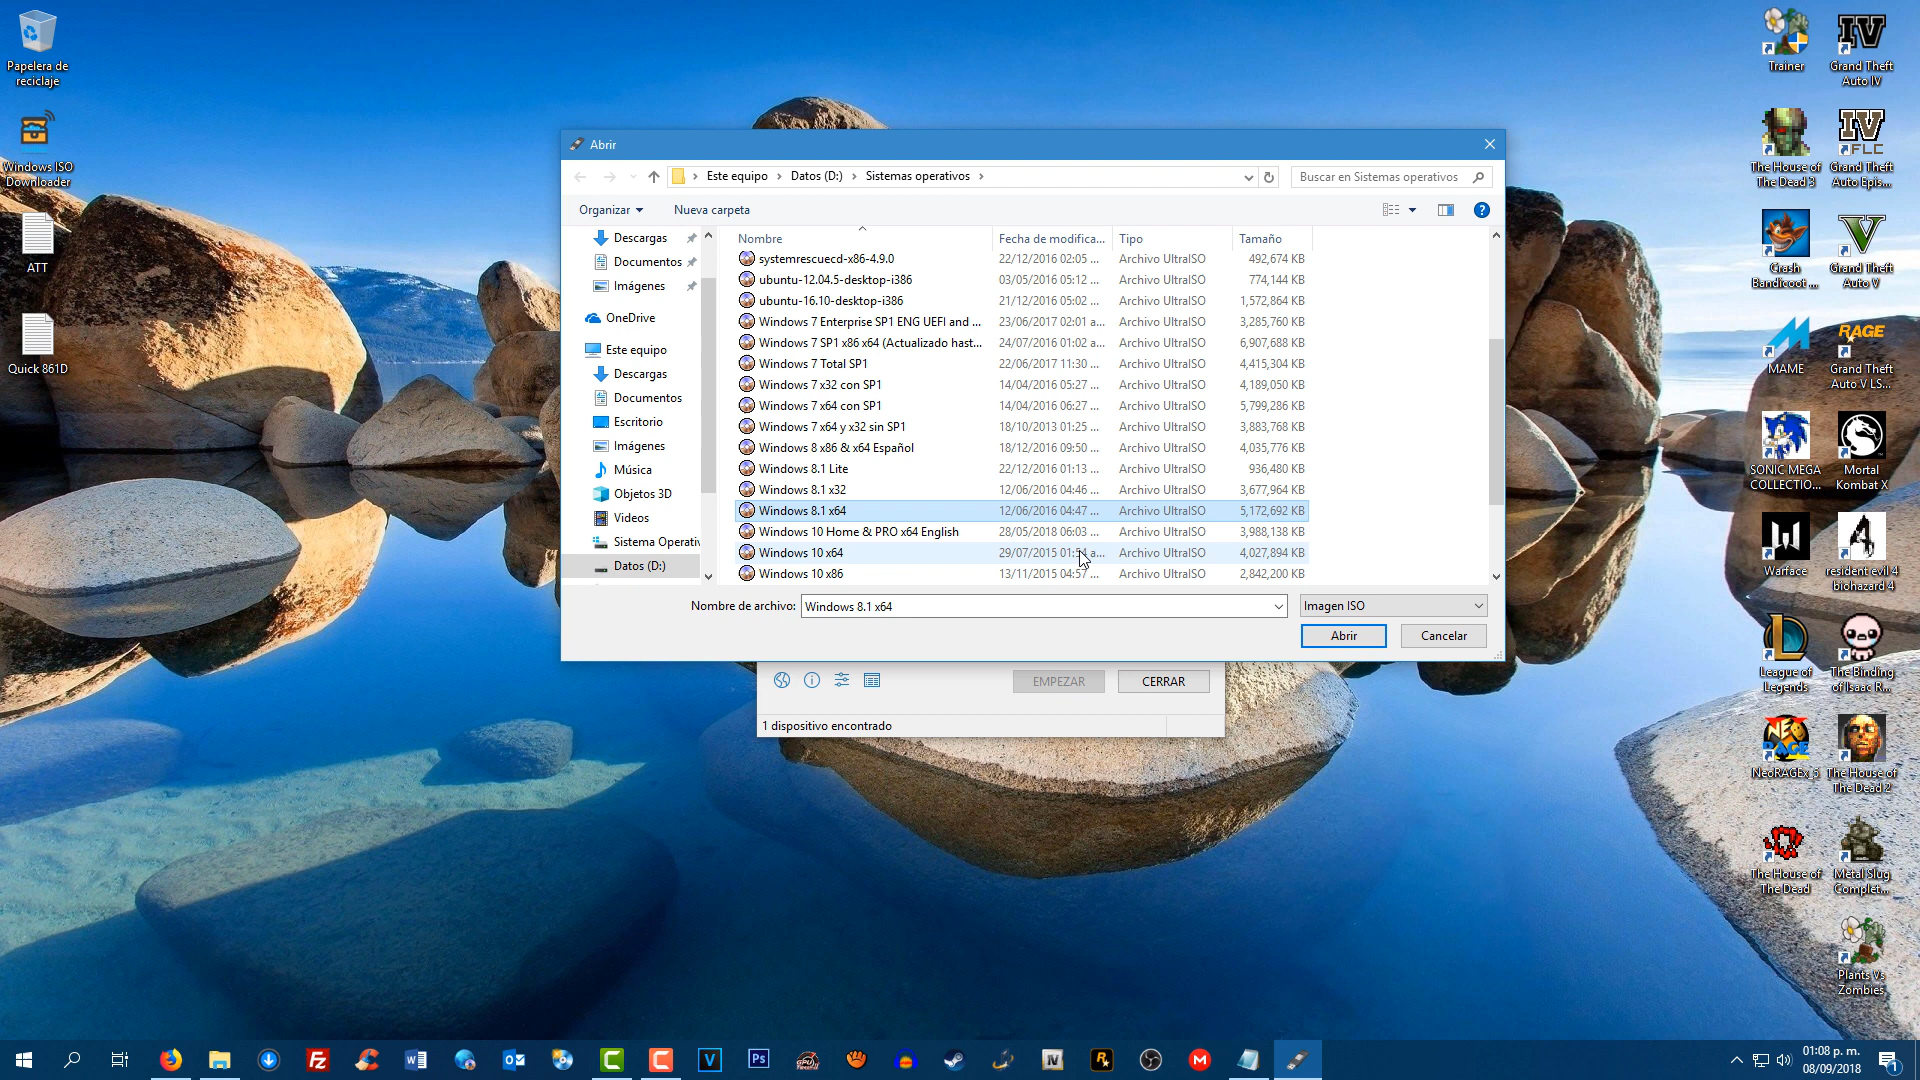 Papelera de
reciclaje
Windows ISO
Downloader
ATT
Quick 861D
Abrir
Este equipo
Datos (D:)
Sistemas operativos
Buscar en Sistemas operativos
Organizar
Nueva carpeta
Descargas
Documentos
Imágenes
OneDrive
Este equipo
Descargas
Documentos
Escritorio
Imágenes
Música
Objetos 3D
Videos
Sistema Operativ
Datos (D:)
Nombre Fecha de modifica... Tipo Tamaño
systemrescuecd-x86-4.9.0 22/12/2016 02:05 ... Archivo UltraISO 492,674 KB
ubuntu-12.04.5-desktop-i386 03/05/2016 05:12 ... Archivo UltraISO 774,144 KB
ubuntu-16.10-desktop-i386 21/12/2016 05:02 ... Archivo UltraISO 1,572,864 KB
Windows 7 Enterprise SP1 ENG UEFI and ... 23/06/2017 02:01 a... Archivo UltraISO 3,285,760 KB
Windows 7 SP1 x86 x64 (Actualizado hast... 24/07/2016 01:02 a... Archivo UltraISO 6,907,688 KB
Windows 7 Total SP1 22/06/2017 11:30 ... Archivo UltraISO 4,415,304 KB
Windows 7 x32 con SP1 14/04/2016 05:27 ... Archivo UltraISO 4,189,050 KB
Windows 7 x64 con SP1 14/04/2016 06:27 ... Archivo UltraISO 5,799,286 KB
Windows 7 x64 y x32 sin SP1 18/10/2013 01:25 ... Archivo UltraISO 3,883,768 KB
Windows 8 x86 & x64 Español 18/12/2016 09:50 ... Archivo UltraISO 4,035,776 KB
Windows 8.1 Lite 22/12/2016 01:13 ... Archivo UltraISO 936,480 KB
Windows 8.1 x32 12/06/2016 04:46 ... Archivo UltraISO 3,677,964 KB
Windows 8.1 x64 12/06/2016 04:47 ... Archivo UltraISO 5,172,692 KB
Windows 10 Home & PRO x64 English 28/05/2018 06:03 ... Archivo UltraISO 3,988,138 KB
Windows 10 x64 29/07/2015 a... Archivo UltraISO 4,027,894 KB
Windows 10 x86 13/11/2015 04:57 ... Archivo UltraISO 2,842,200 KB
Nombre de archivo: Windows 8.1 x64
Imagen ISO
Abrir
Cancelar
EMPEZAR
CERRAR
1 dispositivo encontrado
Trainer
Grand Theft
Auto IV
The House of
The Dead 3
IV
FLC
Grand Theft
Auto Epis...
Crash
Bandicoot ...
Grand Theft
Auto V
MAME
RAGE
Grand Theft
Auto V LS...
SONIC MEGA
COLLECTIO...
Mortal
Kombat X
Warface
resident evil 4
biohazard 4
League of
Legends
The Binding
of Isaac R...
NeoRAGEx_5
The House of
The Dead 2
The House of
The Dead
Metal Slug
Complet...
Plants Vs
Zombies
01:08 p. m.
08/09/2018
1